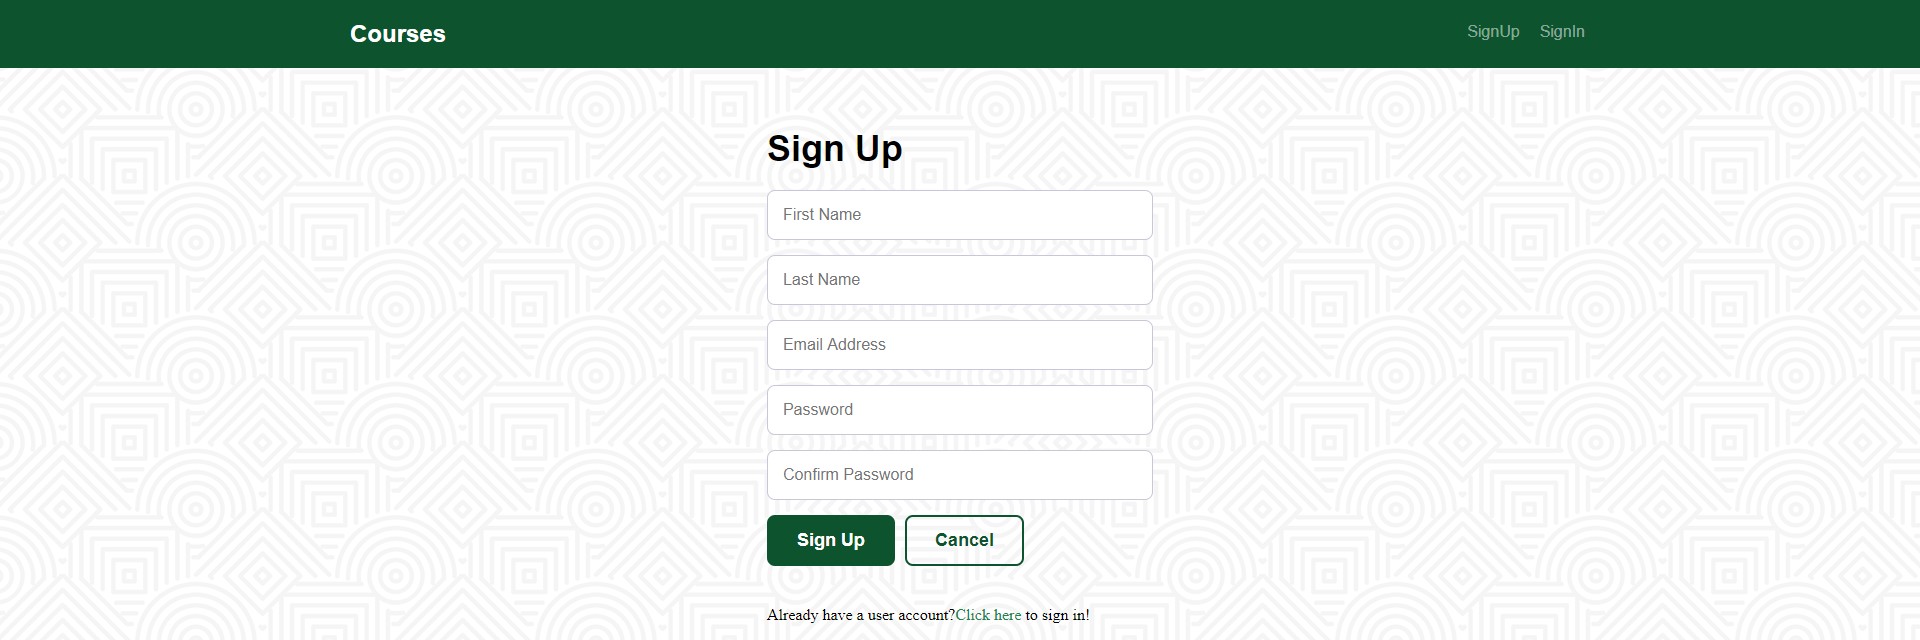 Courses SignUp SignIn
Sign Up
First Name
Last Name
Email Address
Password
Confirm Password
Sign Up Cancel
Already have a user account?Click here to sign in!